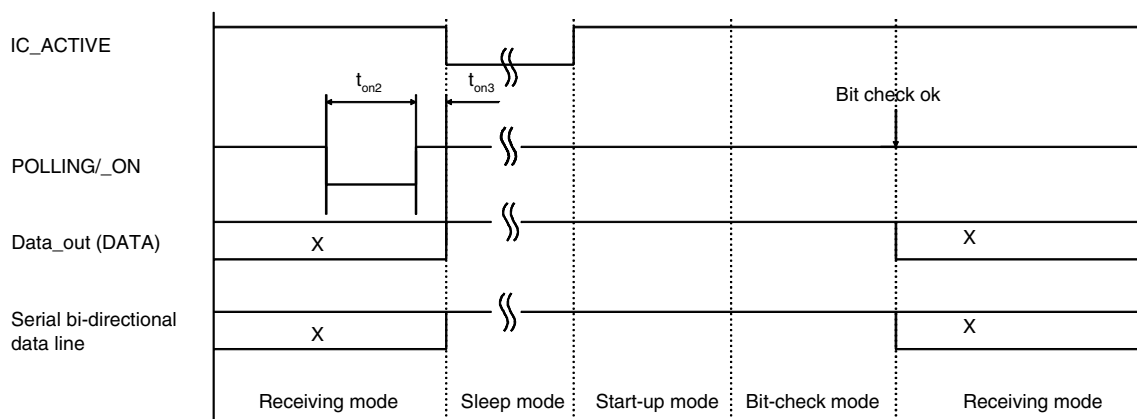 IC_ACTIVE
ton2
ton3
Bit check ok
POLLING/_ON
Data_out (DATA)
X
X
Serial bi-directional
data line
X
X
Receiving mode
Sleep mode
Start-up mode
Bit-check mode
Receiving mode